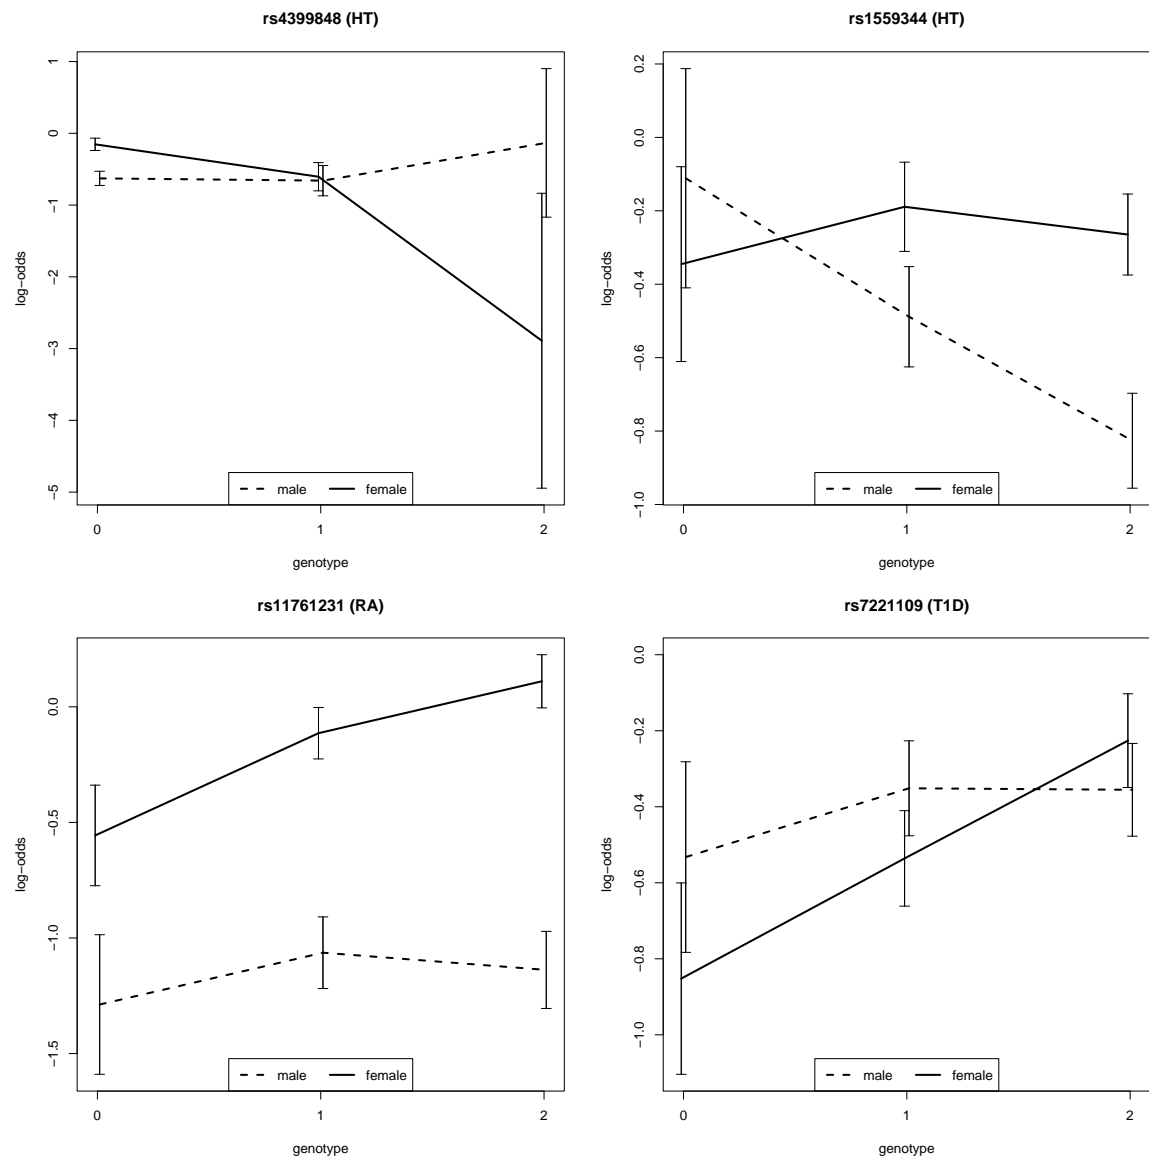 rs4399848 (HT)
log−odds
1
0
−1
−2
−3
−4
−5
male
female
0
1
2
genotype
rs1559344 (HT)
log−odds
0.2
0.0
−0.2
−0.4
−0.6
−0.8
−1.0
male
female
0
1
2
genotype
rs11761231 (RA)
log−odds
0.0
−0.5
−1.0
−1.5
male
female
0
1
2
genotype
rs7221109 (T1D)
log−odds
0.0
−0.2
−0.4
−0.6
−0.8
−1.0
male
female
0
1
2
genotype